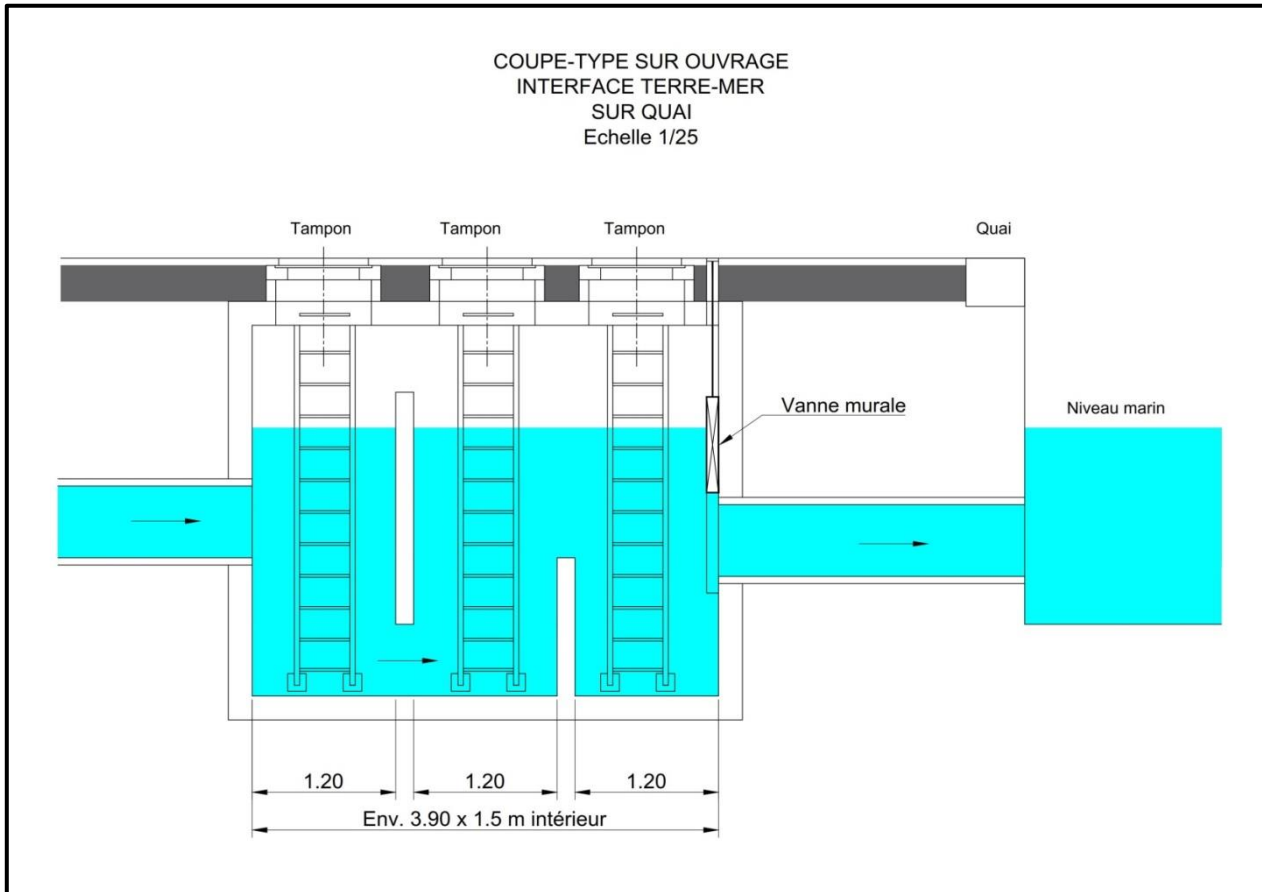 COUPE-TYPE SUR OUVRAGE
INTERFACE TERRE-MER
SUR QUAI
Echelle 1/25
Tampon
Tampon
Tampon
Quai
Vanne murale
Niveau marin
1.20
1.20
1.20
Env. 3.90 x 1.5 m intérieur